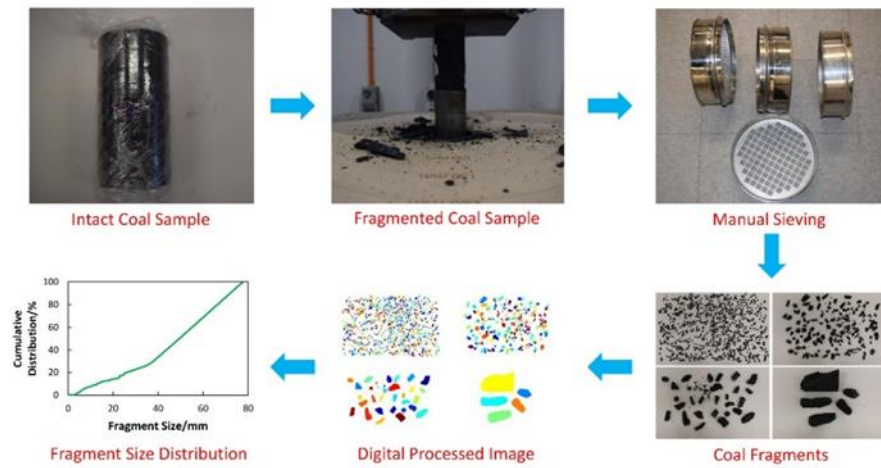 Intact Coal Sample
Fragmented Coal Sample
Manual Sieving
Coal Fragments
Digital Processed Image
Cumulative
Distribution/%
100
80
60
40
20
0
0 20 40 60 80
Fragment Size/mm
Fragment Size Distribution